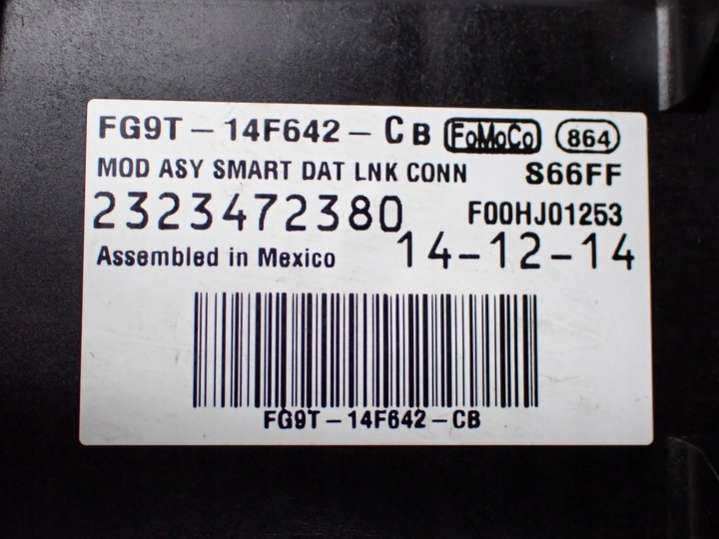 FG9T-14F642-CB FoMoCo 864
MOD ASY SMART DAT LNK CONN S66FF
2323472380 F00HJ01253
Assembled in Mexico 14-12-14
FG9T-14F642-CB